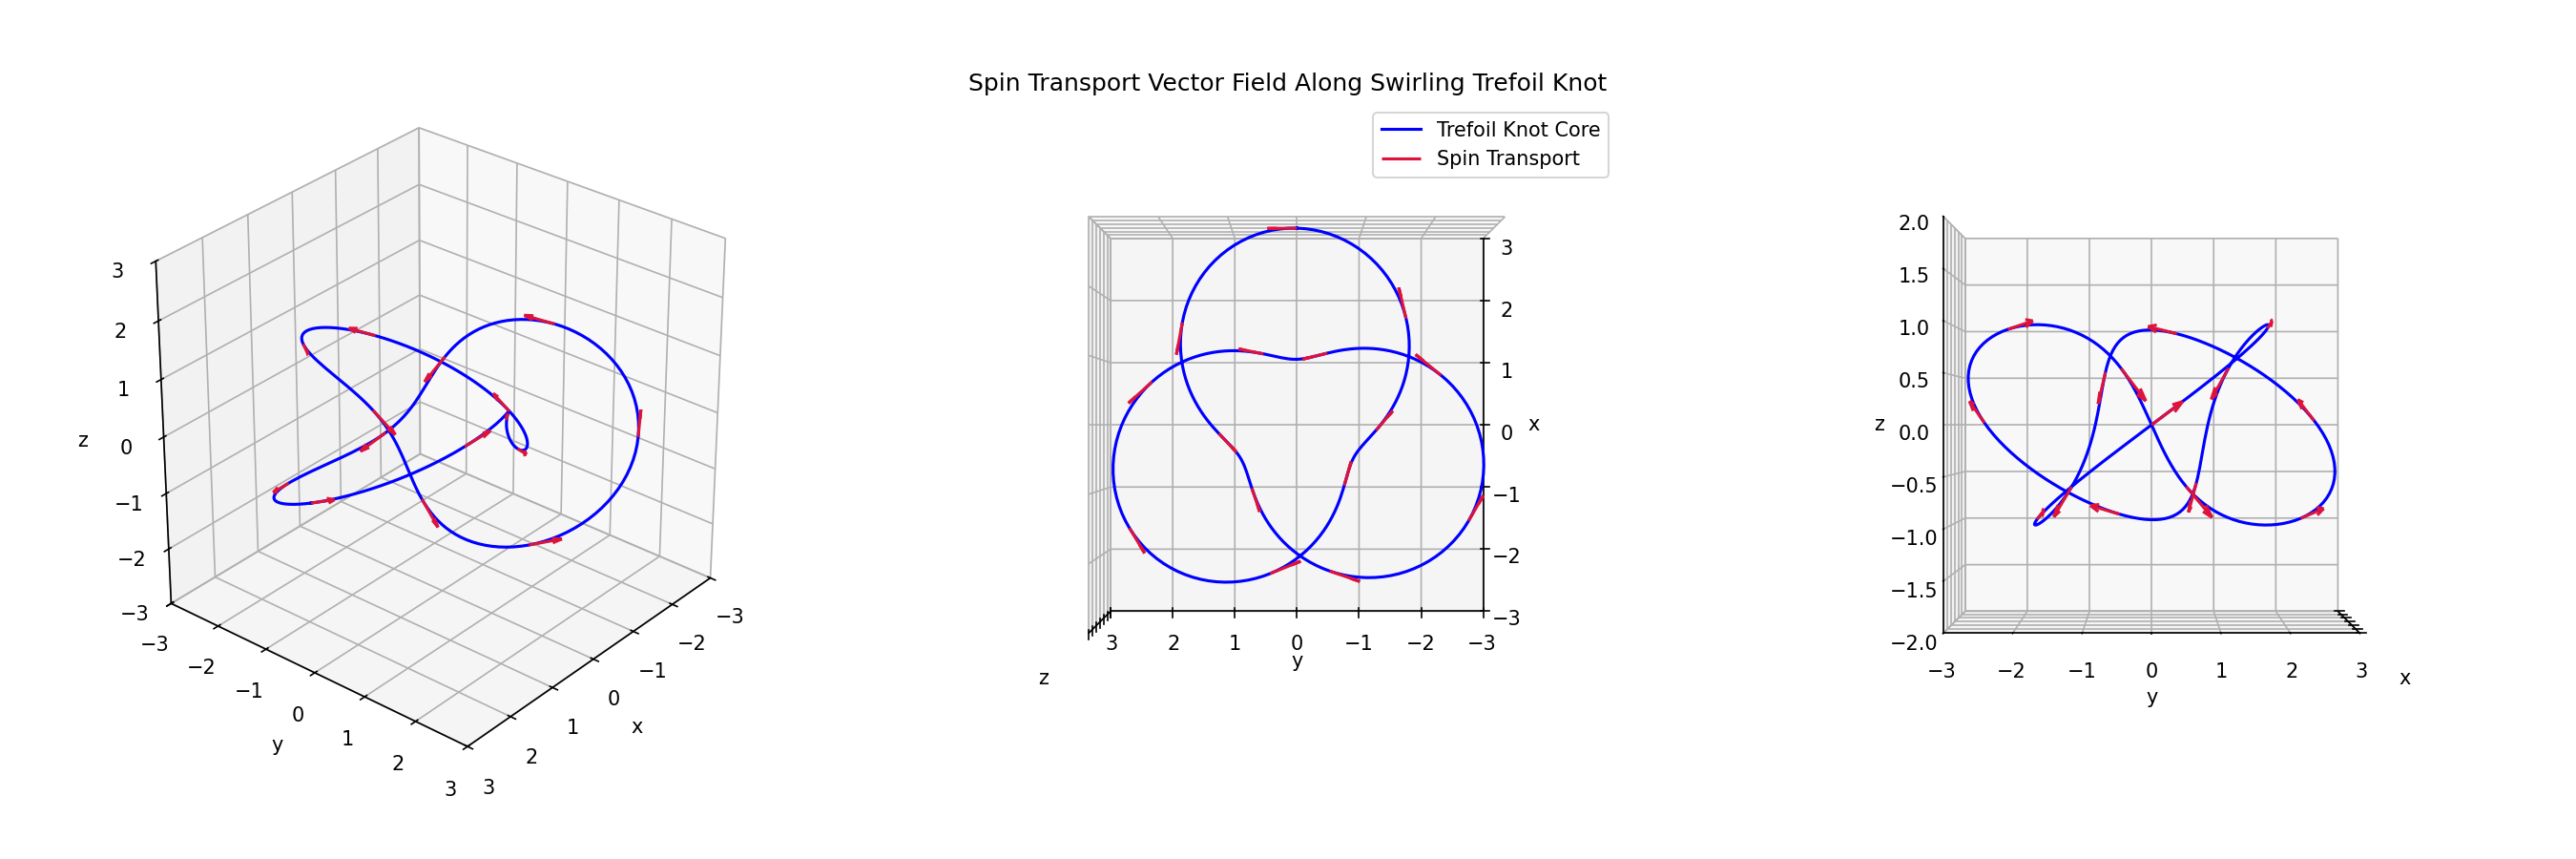 Spin Transport Vector Field Along Swirling Trefoil Knot
Trefoil Knot Core
Spin Transport
3
2
1
0
−1
−2
−3
z
−3
−2
−1
0
1
2
3
y
3
2
1
0
−1
−2
−3
x
3
2
1
0
−1
−2
−3
x
3 2 1 0 −1 −2 −3
y
z
2.0
1.5
1.0
0.5
0.0
−0.5
−1.0
−1.5
−2.0
z
−3 −2 −1 0 1 2 3
y
x